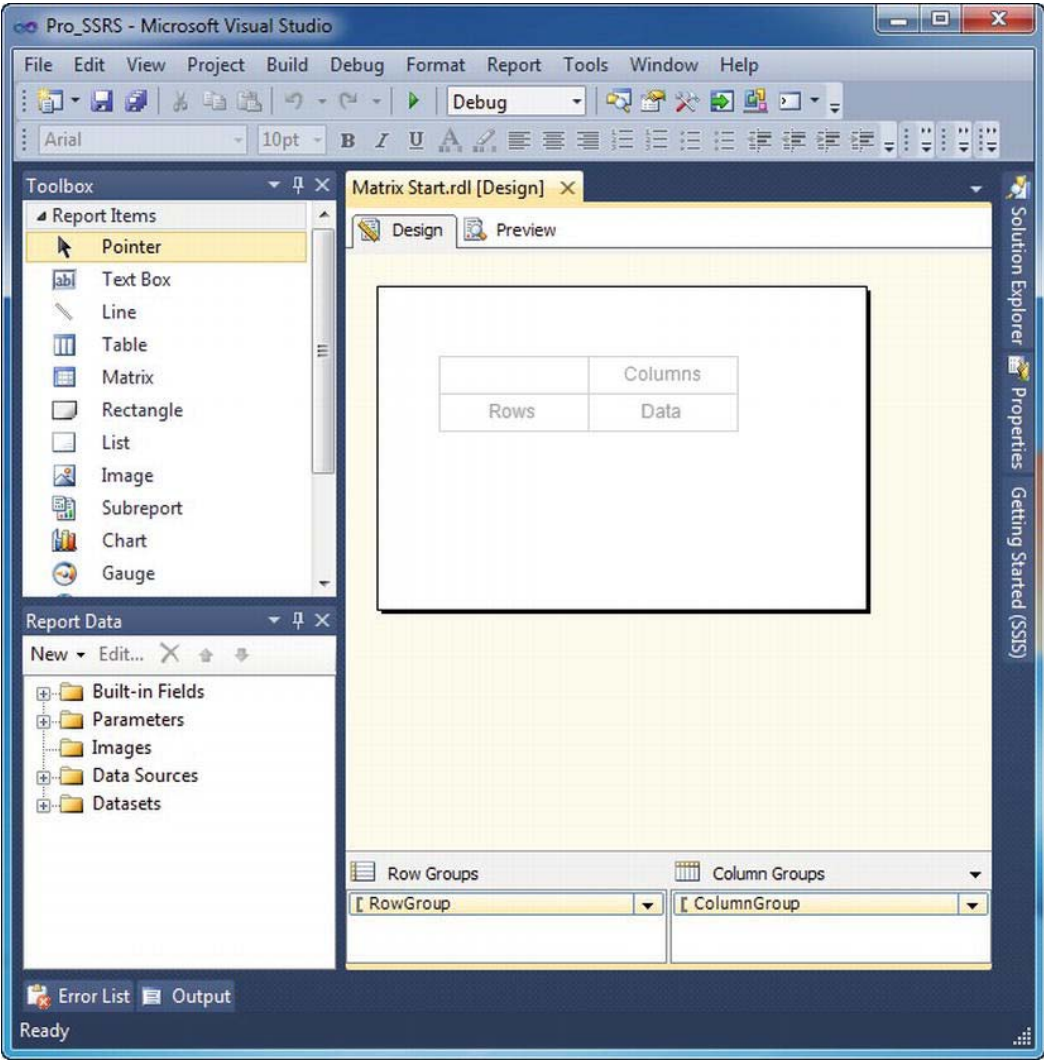 Pro_SSRS - Microsoft Visual Studio
File Edit View Project Build Debug Format Report Tools Window Help
Debug
Arial 10pt B I U A
Toolbox
Report Items
Pointer
Text Box
Line
Table
Matrix
Rectangle
List
Image
Subreport
Chart
Gauge
Report Data
New Edit...
Built-in Fields
Parameters
Images
Data Sources
Datasets
Matrix Start.rdl [Design]
Design Preview
Columns
Rows Data
Row Groups Column Groups
RowGroup ColumnGroup
Solution Explorer
Properties
Getting Started (SSIS)
Error List Output
Ready